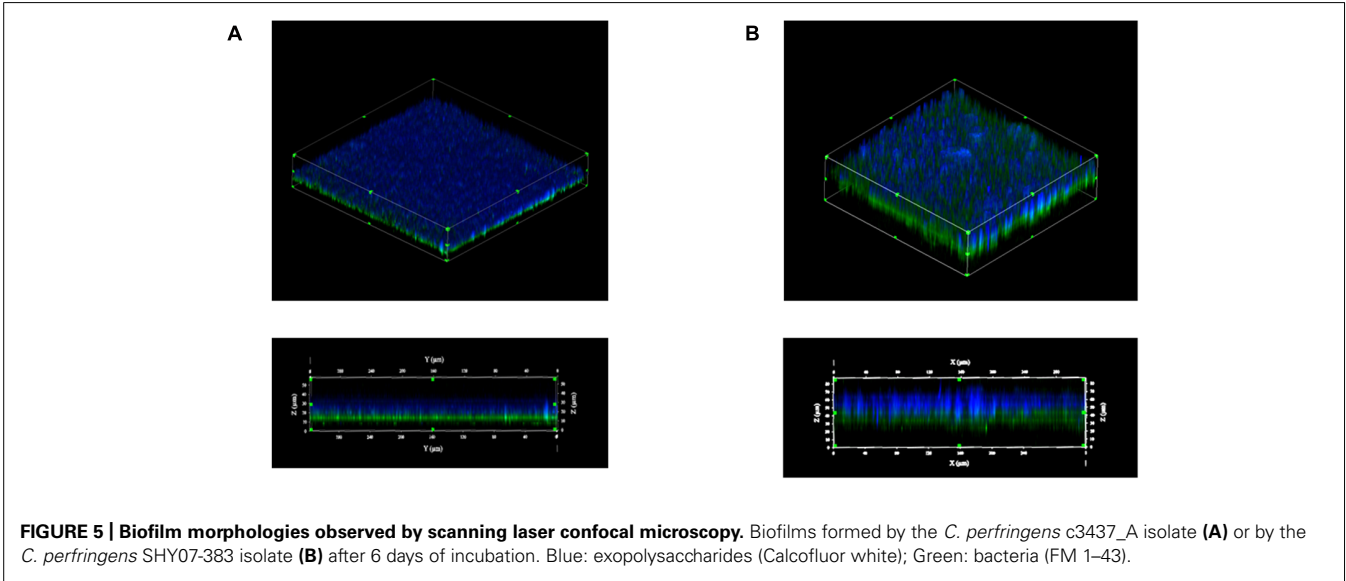 A
B
Y (µm)
Z (µm)
Z (µm)
Y (µm)
X (µm)
Z (µm)
Z (µm)
X (µm)
FIGURE 5 | Biofilm morphologies observed by scanning laser confocal microscopy. Biofilms formed by the C. perfringens c3437_A isolate (A) or by the
C. perfringens SHY07-383 isolate (B) after 6 days of incubation. Blue: exopolysaccharides (Calcofluor white); Green: bacteria (FM 1–43).